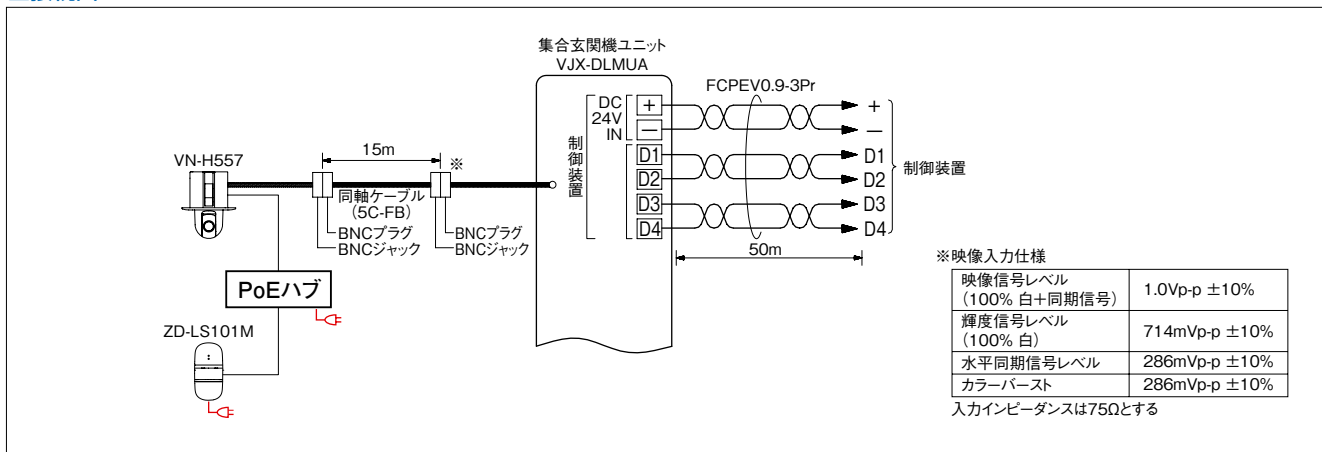 集合玄関機ユニット
VJX-DLMUA
FCPEV0.9-3Pr
DC
24V
IN
+
—
制御装置
D1
D2
D3
D4
+
—
D1
D2
D3
D4
制御装置
50m
VN-H557
15m
※
同軸ケーブル
(5C-FB)
BNCプラグ
BNCジャック
BNCプラグ
BNCジャック
PoEハブ
ZD-LS101M
※映像入力仕様
映像信号レベル
(100% 白+同期信号)
1.0Vp-p ±10%
輝度信号レベル
(100% 白)
714mVp-p ±10%
水平同期信号レベル
286mVp-p ±10%
カラーバースト
286mVp-p ±10%
入力インピーダンスは75Ωとする